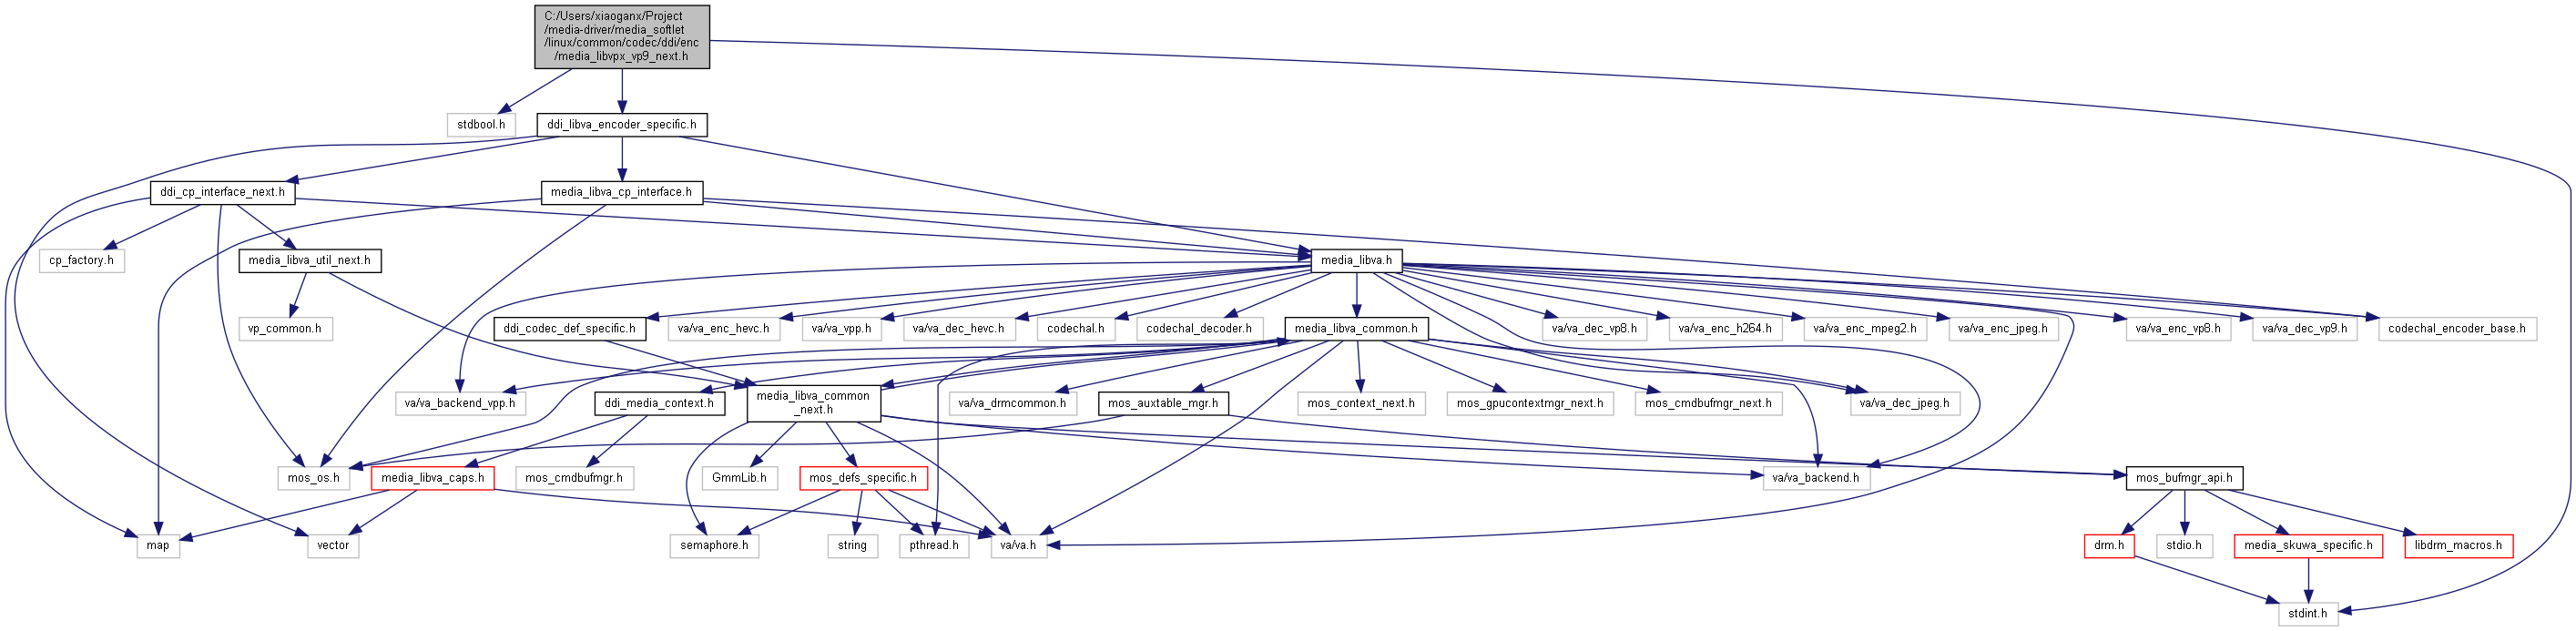 C:/Users/xiaoganx/Project
/media-driver/media_softlet
/linux/common/codec/ddi/enc
/media_libvpx_vp9_next.h
stdbool.h
ddi_libva_encoder_specific.h
ddi_cp_interface_next.h
media_libva_cp_interface.h
cp_factory.h
media_libva_util_next.h
media_libva.h
vp_common.h
ddi_codec_def_specific.h
va/va_enc_hevc.h
va/va_vpp.h
va/va_dec_hevc.h
codechal.h
codechal_decoder.h
media_libva_common.h
va/va_dec_vp8.h
va/va_enc_h264.h
va/va_enc_mpeg2.h
va/va_enc_jpeg.h
va/va_enc_vp8.h
va/va_dec_vp9.h
codechal_encoder_base.h
va/va_backend_vpp.h
ddi_media_context.h
media_libva_common
_next.h
va/va_drmcommon.h
mos_auxtable_mgr.h
mos_context_next.h
mos_gpucontextmgr_next.h
mos_cmdbufmgr_next.h
va/va_dec_jpeg.h
mos_os.h
media_libva_caps.h
mos_cmdbufmgr.h
GmmLib.h
mos_defs_specific.h
va/va_backend.h
mos_bufmgr_api.h
map
vector
semaphore.h
string
pthread.h
va/va.h
drm.h
stdio.h
media_skuwa_specific.h
libdrm_macros.h
stdint.h